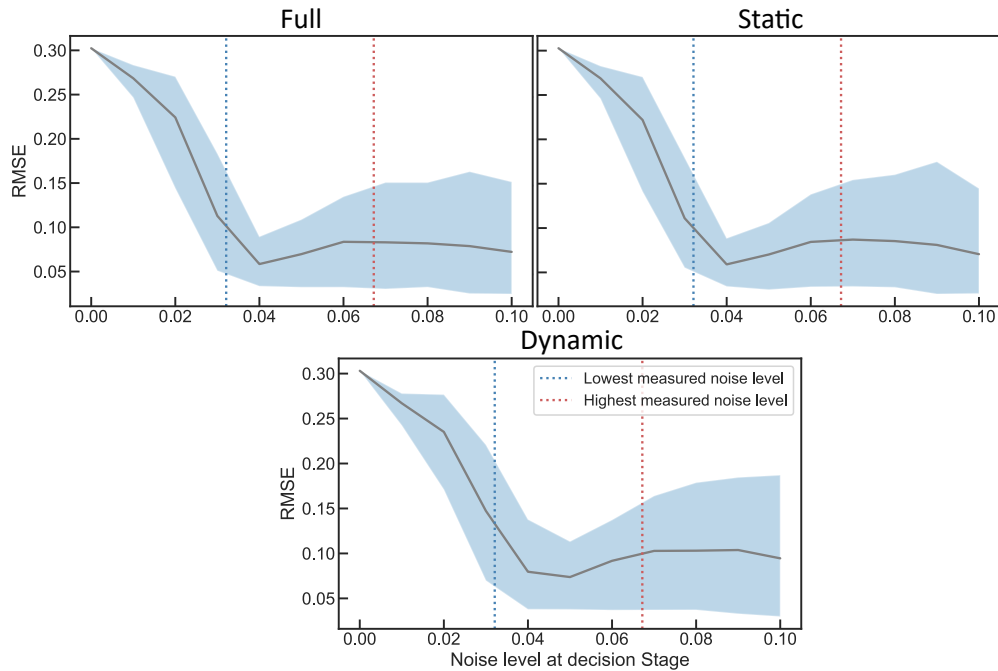 Full
Static
RMSE
0.30
0.25
0.20
0.15
0.10
0.05
0.00 0.02 0.04 0.06 0.08 0.10
0.00 0.02 0.04 0.06 0.08 0.10
Dynamic
RMSE
0.30
0.25
0.20
0.15
0.10
0.05
Lowest measured noise level
Highest measured noise level
0.00 0.02 0.04 0.06 0.08 0.10
Noise level at decision Stage